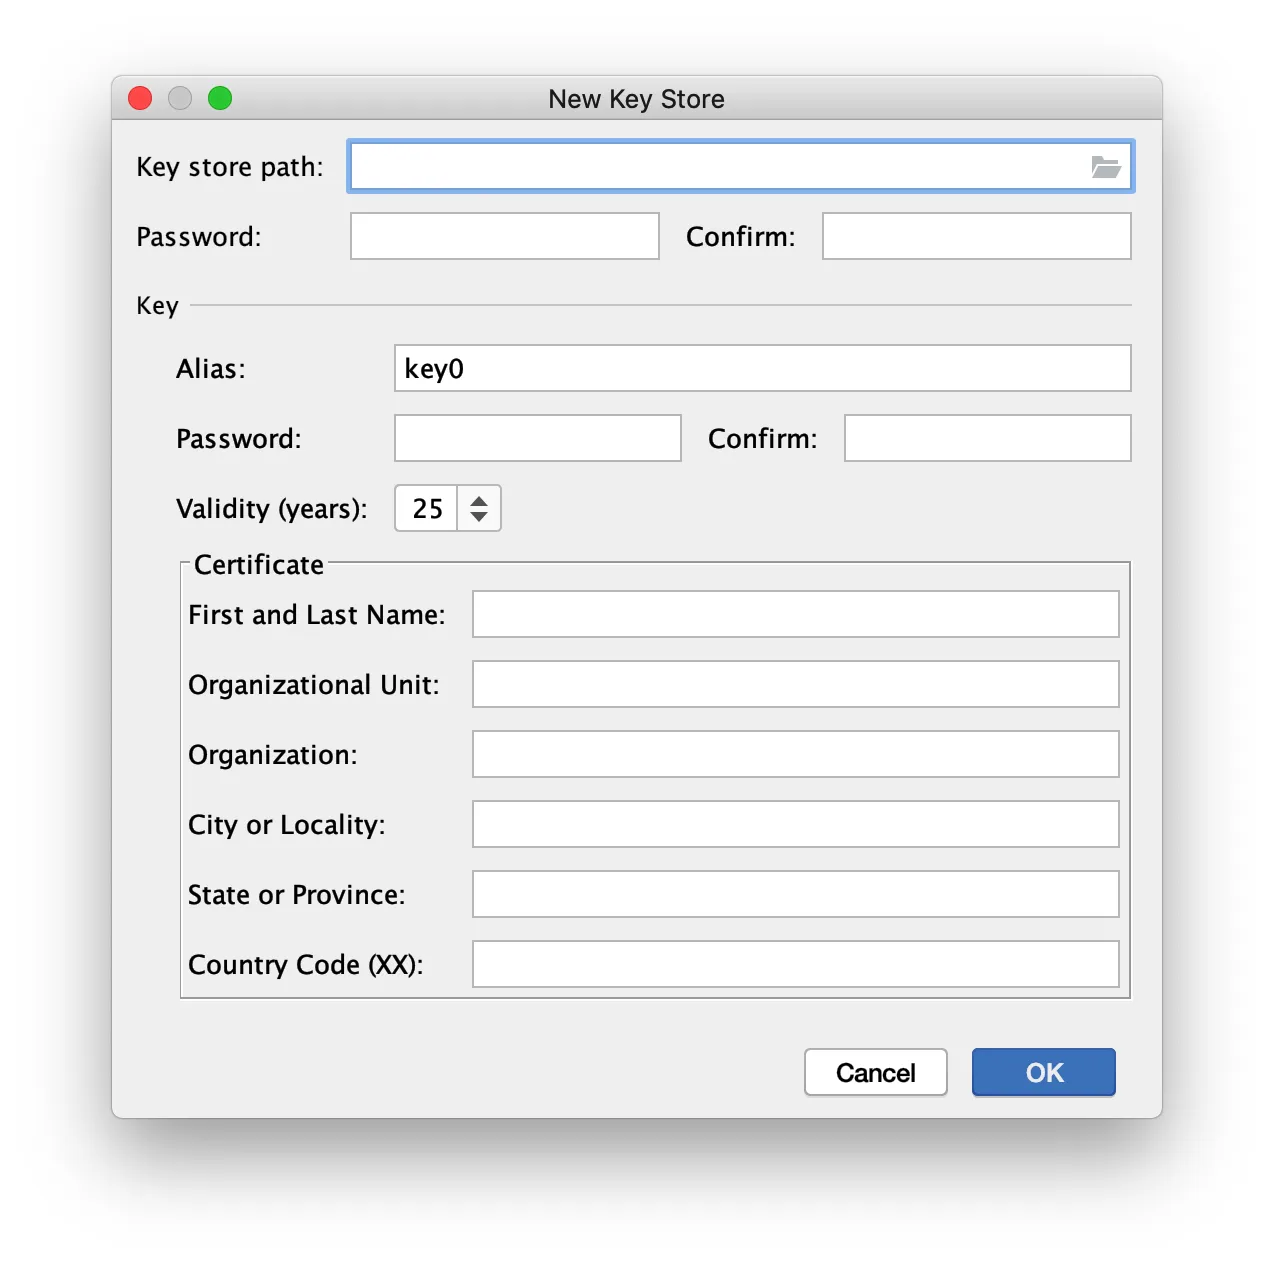 New Key Store
Key store path:
Password: Confirm:
Key
Alias: key0
Password: Confirm:
Validity (years): 25
Certificate
First and Last Name:
Organizational Unit:
Organization:
City or Locality:
State or Province:
Country Code (XX):
Cancel OK